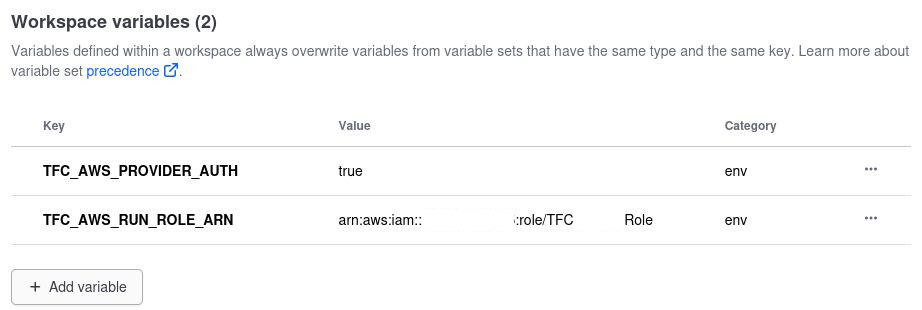 Workspace variables (2)
Variables defined within a workspace always overwrite variables from variable sets that have the same type and the same key. Learn more about
variable set precedence.
Key Value Category
TFC_AWS_PROVIDER_AUTH true env ...
TFC_AWS_RUN_ROLE_ARN arn:aws:iam:: :role/TFC Role env ...
+ Add variable